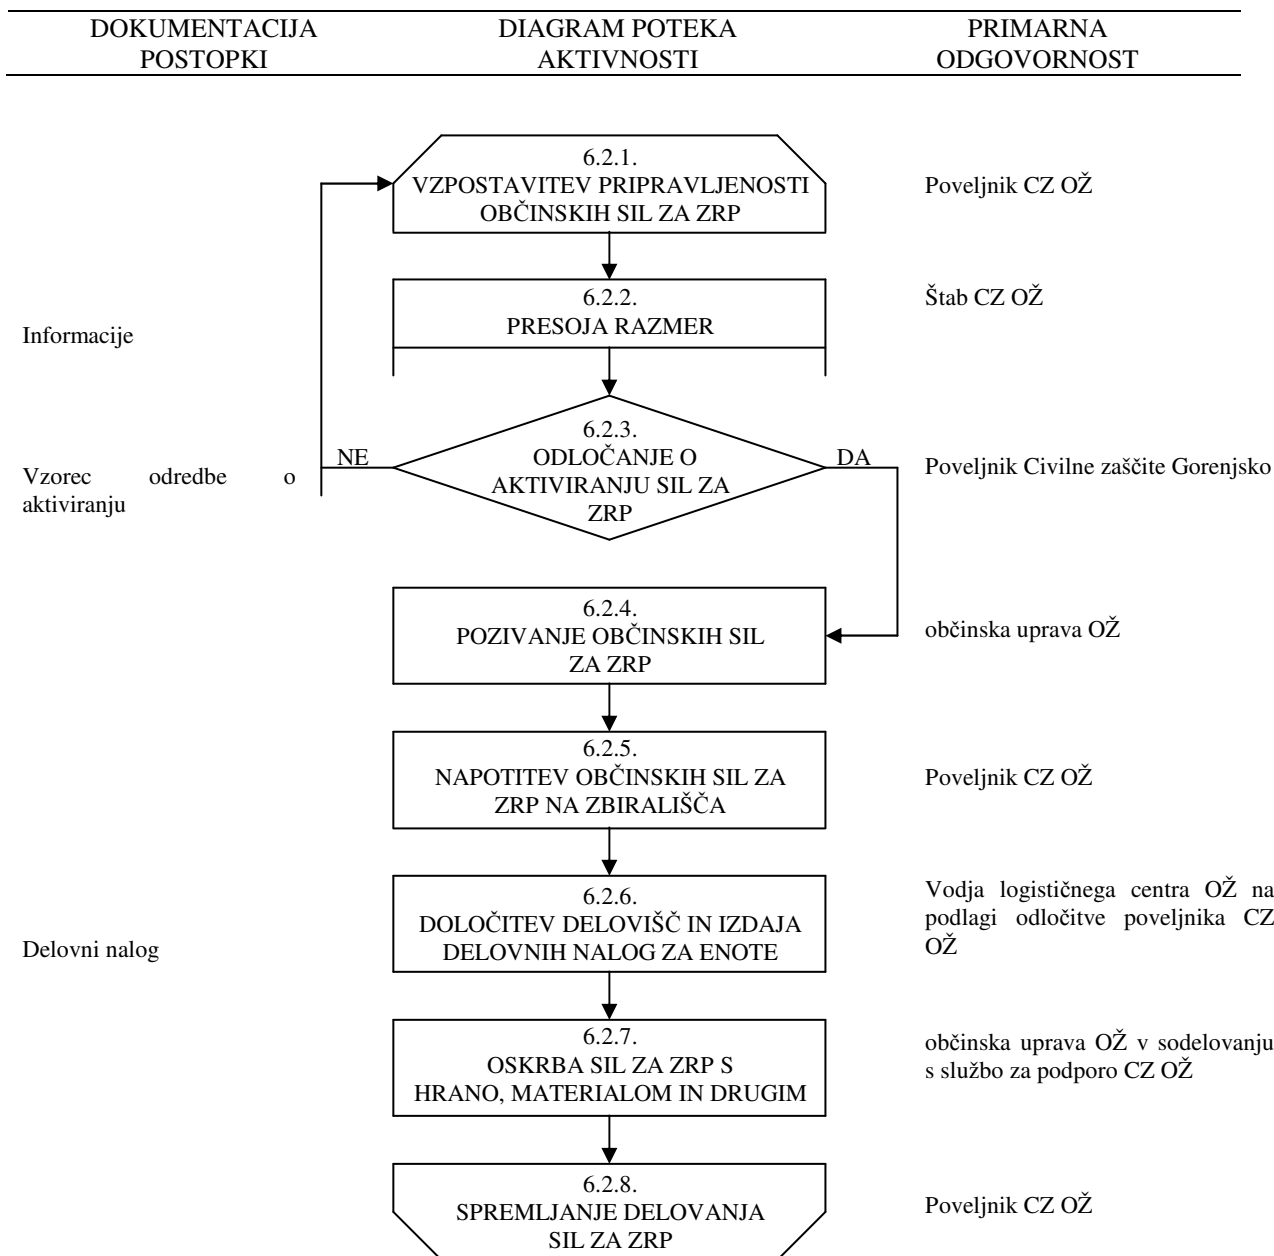 DOKUMENTACIJA
POSTOPKI
DIAGRAM POTEKA
AKTIVNOSTI
PRIMARNA
ODGOVORNOST
6.2.1.
VZPOSTAVITEV PRIPRAVLJENOSTI
OBČINSKIH SIL ZA ZRP
Poveljnik CZ OŽ
Informacije
6.2.2.
PRESOJA RAZMER
Štab CZ OŽ
Vzorec odredbe o
aktiviranju
NE
6.2.3.
ODLOČANJE O
AKTIVIRANJU SIL ZA
ZRP
DA
Poveljnik Civilne zaščite Gorenjsko
6.2.4.
POZIVANJE OBČINSKIH SIL
ZA ZRP
občinska uprava OŽ
6.2.5.
NAPOTITEV OBČINSKIH SIL ZA
ZRP NA ZBIRALIŠČA
Poveljnik CZ OŽ
Delovni nalog
6.2.6.
DOLOČITEV DELOVIŠČ IN IZDAJA
DELOVNIH NALOG ZA ENOTE
Vodja logističnega centra OŽ na
podlagi odločitve poveljnika CZ
OŽ
6.2.7.
OSKRBA SIL ZA ZRP S
HRANO, MATERIALOM IN DRUGIM
občinska uprava OŽ v sodelovanju
s službo za podporo CZ OŽ
6.2.8.
SPREMLJANJE DELOVANJA
SIL ZA ZRP
Poveljnik CZ OŽ